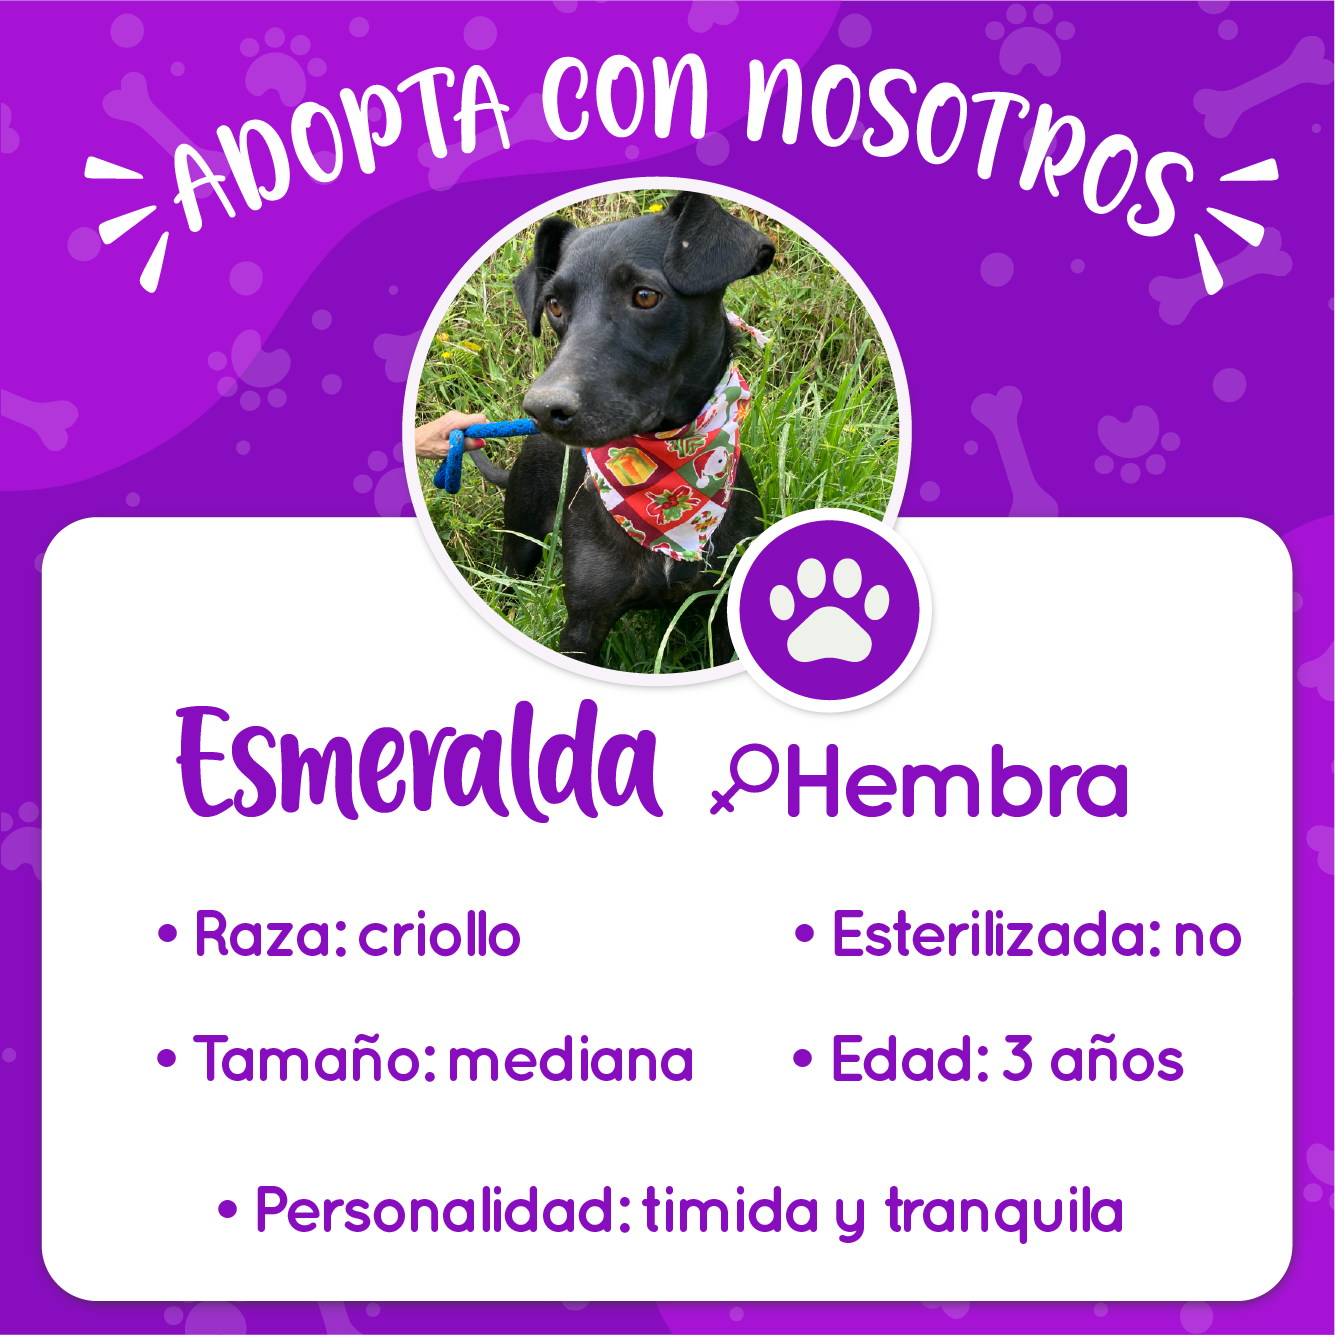 ADOPTA CON NOSOTROS
Esmeralda ♀Hembra
• Raza: criollo
• Esterilizada: no
• Tamaño: mediana
• Edad: 3 años
• Personalidad: timida y tranquila